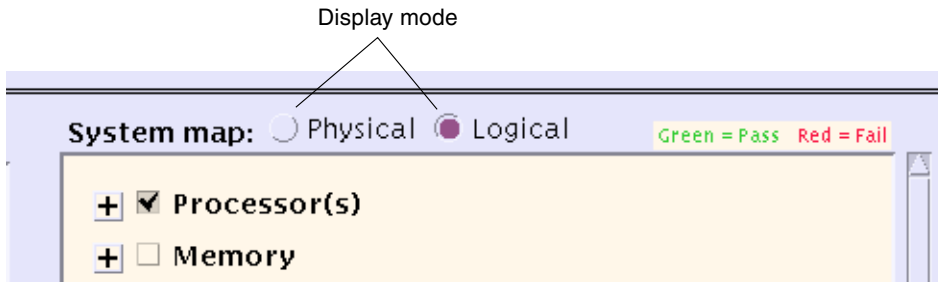 Display mode
System map: Physical Logical Green = Pass Red = Fail
Processor(s)
Memory